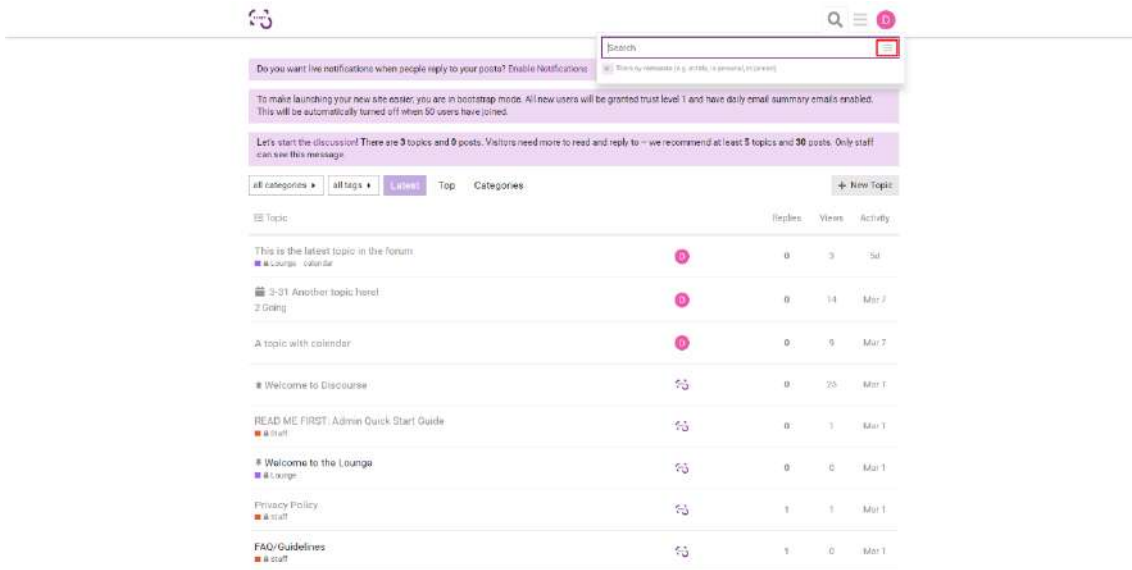 D
Search
Do you want live notifications when people reply to your posts? Enable Notifications
To make launching your new site easier, you are in bootstrap mode. All new users will be granted trust level 1 and have daily email summary emails enabled.
This will be automatically turned off when 50 users have joined.
Let's start the discussion! There are 3 topics and 0 posts. Visitors need more to read and reply to – we recommend at least 5 topics and 30 posts. Only staff
can see this message.
all categories all tags Latest Top Categories + New Topic
Topic Replies Views Activity
This is the latest topic in the forum D 0 3 5d
Lounge calendar
3-31 Another topic here! D 0 14 Mar 7
2 Going
A topic with calendar D 0 9 Mar 7
Welcome to Discourse 0 Mar 1
READ ME FIRST: Admin Quick Start Guide 0 1 Mar 1
Staff
Welcome to the Lounge 0 0 Mar 1
Lounge
Privacy Policy 1 1 Mar 1
staff
FAQ/Guidelines 1 0 Mar 1
staff